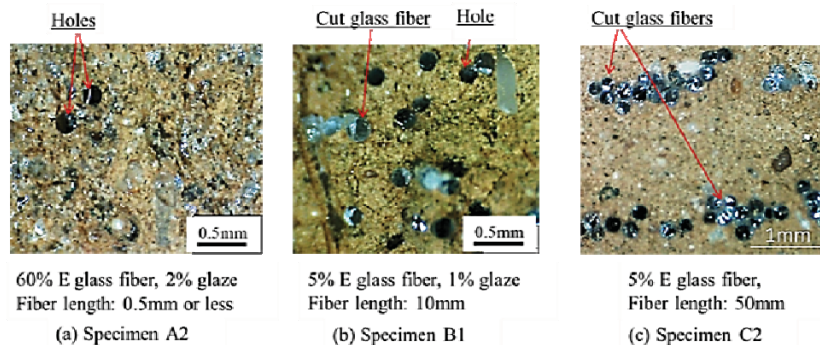 Holes
Cut glass fiber
Hole
Cut glass fibers
0.5mm
0.5mm
1mm
60% E glass fiber, 2% glaze
Fiber length: 0.5mm or less
(a) Specimen A2
5% E glass fiber, 1% glaze
Fiber length: 10mm
(b) Specimen B1
5% E glass fiber,
Fiber length: 50mm
(c) Specimen C2